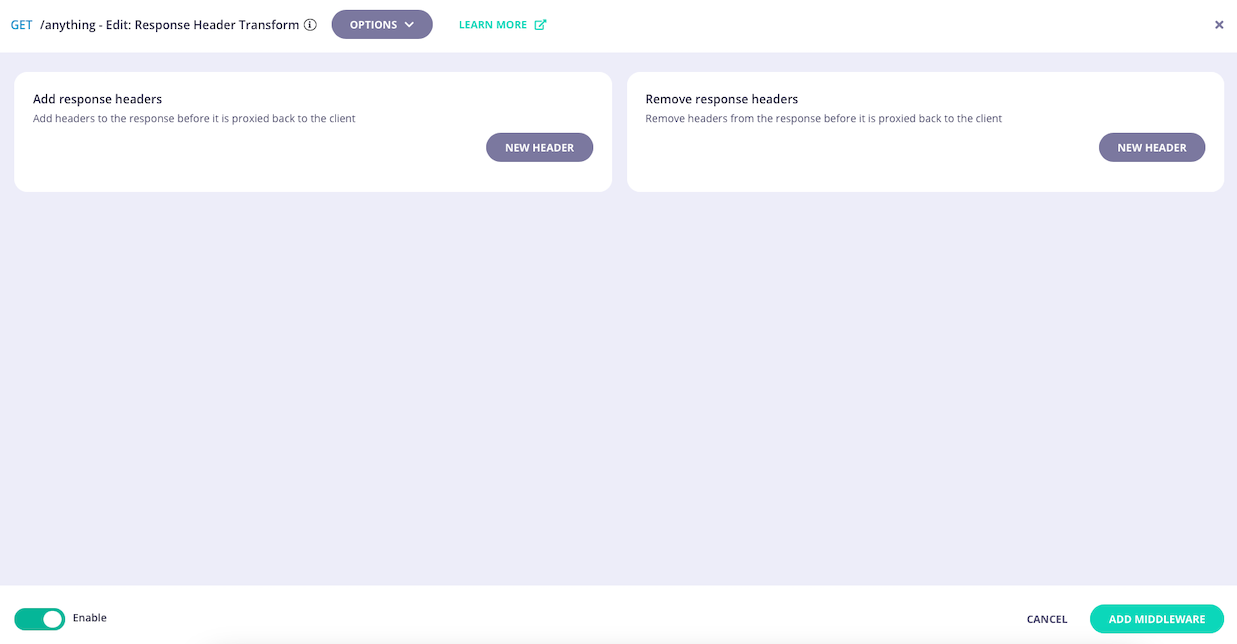 GET /anything - Edit: Response Header Transform OPTIONS LEARN MORE
Add response headers
Add headers to the response before it is proxied back to the client
NEW HEADER
Remove response headers
Remove headers from the response before it is proxied back to the client
NEW HEADER
Enable
CANCEL
ADD MIDDLEWARE